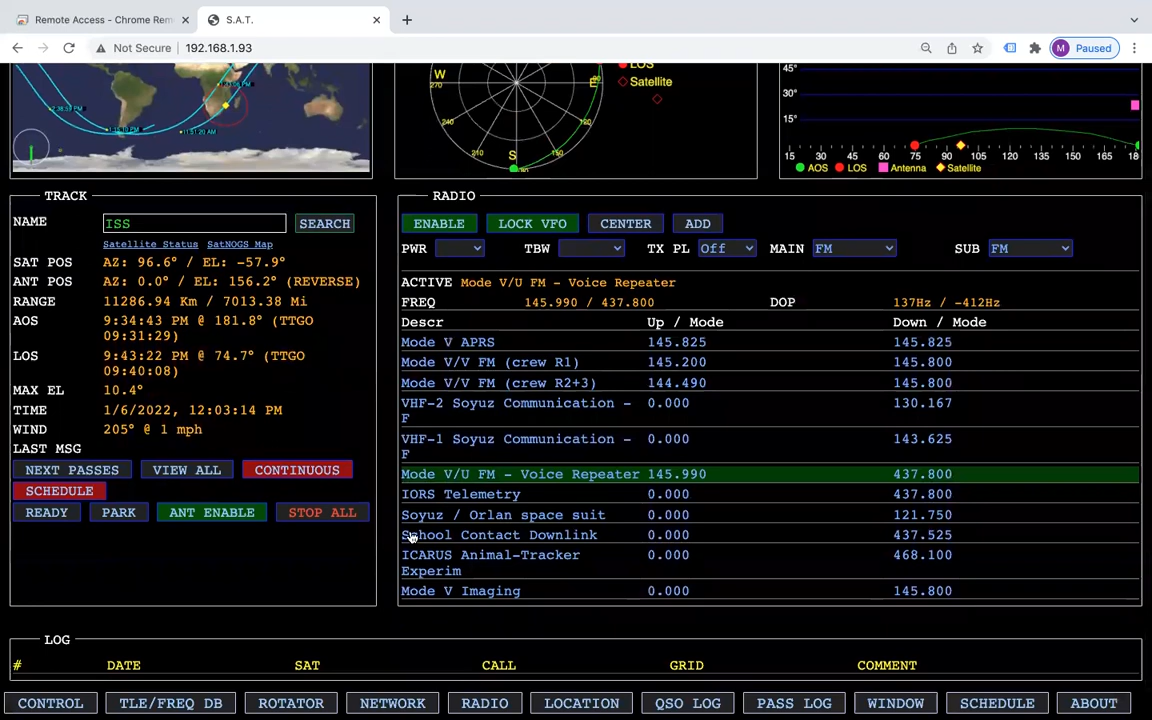 Remote Access - Chrome Rem
S.A.T.
Not Secure | 192.168.1.93
M Paused
W
270
240
210
S
150
120
E
LOS
Satellite
45°
30°
15°
15 30 45 60 75 90 105 120 135 150 165 18
AOS LOS Antenna Satellite
TRACK
NAME ISS SEARCH
Satellite Status SatNOGS Map
SAT POS AZ: 96.6° / EL: -57.9°
ANT POS AZ: 0.0° / EL: 156.2° (REVERSE)
RANGE 11286.94 Km / 7013.38 Mi
AOS 9:34:43 PM @ 181.8° (TTGO
09:31:29)
LOS 9:43:22 PM @ 74.7° (TTGO
09:40:08)
MAX EL 10.4°
TIME 1/6/2022, 12:03:14 PM
WIND 205° @ 1 mph
LAST MSG
NEXT PASSES VIEW ALL CONTINUOUS
SCHEDULE
READY PARK ANT ENABLE STOP ALL
RADIO
ENABLE LOCK VFO CENTER ADD
PWR TBW TX PL Off MAIN FM SUB FM
ACTIVE Mode V/U FM - Voice Repeater
FREQ 145.990 / 437.800 DOP 137Hz / -412Hz
Descr Up / Mode Down / Mode
Mode V APRS 145.825 145.825
Mode V/V FM (crew R1) 145.200 145.800
Mode V/V FM (crew R2+3) 144.490 145.800
VHF-2 Soyuz Communication - 0.000 130.167
F
VHF-1 Soyuz Communication - 0.000 143.625
F
Mode V/U FM - Voice Repeater 145.990 437.800
IORS Telemetry 0.000 437.800
Soyuz / Orlan space suit 0.000 121.750
School Contact Downlink 0.000 437.525
ICARUS Animal-Tracker 0.000 468.100
Experim
Mode V Imaging 0.000 145.800
LOG
# DATE SAT CALL GRID COMMENT
CONTROL TLE/FREQ DB ROTATOR NETWORK RADIO LOCATION QSO LOG PASS LOG WINDOW SCHEDULE ABOUT